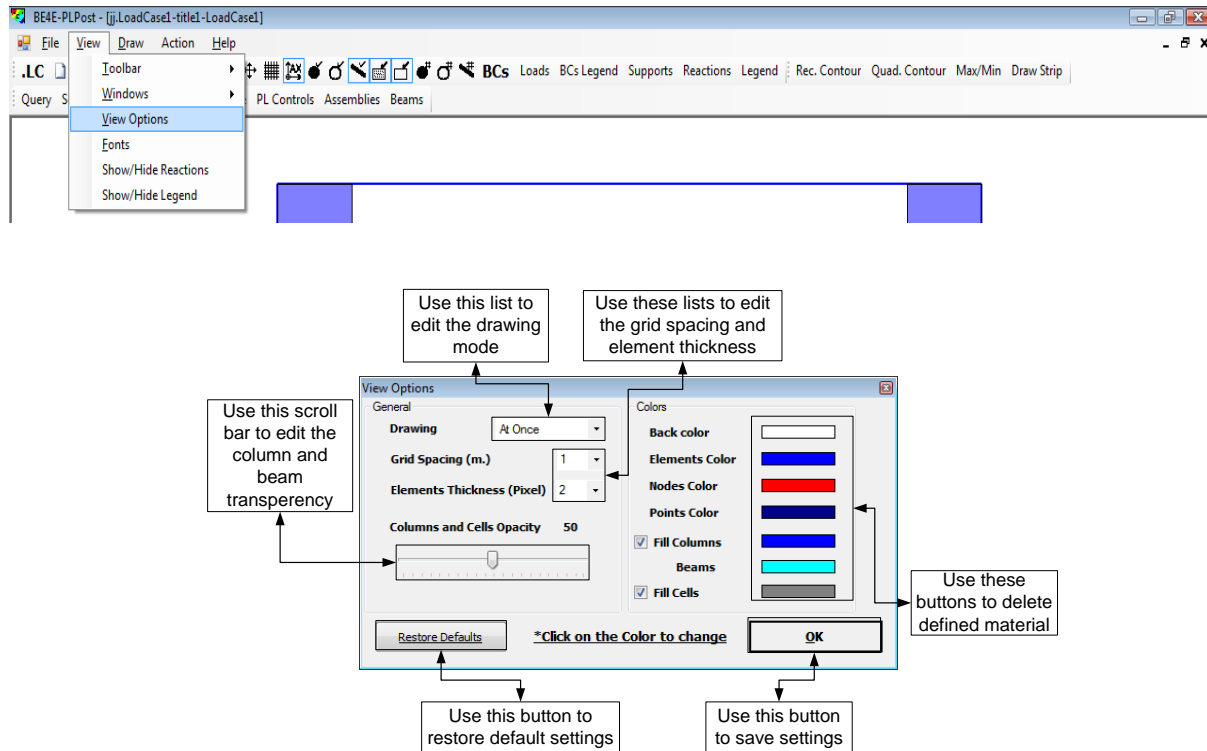 BE4E-PLPost - [jj.LoadCase1-title1-LoadCase1]
File View Draw Action Help
.LC BCs Loads BCs Legend Supports Reactions Legend Rec. Contour Quad. Contour Max/Min Draw Strip
Query S PL Controls Assemblies Beams
Toolbar
Windows
View Options
Fonts
Show/Hide Reactions
Show/Hide Legend
Use this list to
edit the drawing
mode
Use these lists to edit
the grid spacing and
element thickness
Use this scroll
bar to edit the
column and
beam
transperency
View Options
General
Drawing At Once
Grid Spacing (m.) 1
Elements Thickness (Pixel) 2
Columns and Cells Opacity 50
Colors
Back color
Elements Color
Nodes Color
Points Color
Fill Columns
Beams
Fill Cells
Restore Defaults *Click on the Color to change OK
Use these
buttons to delete
defined material
Use this button to
restore default settings
Use this button
to save settings